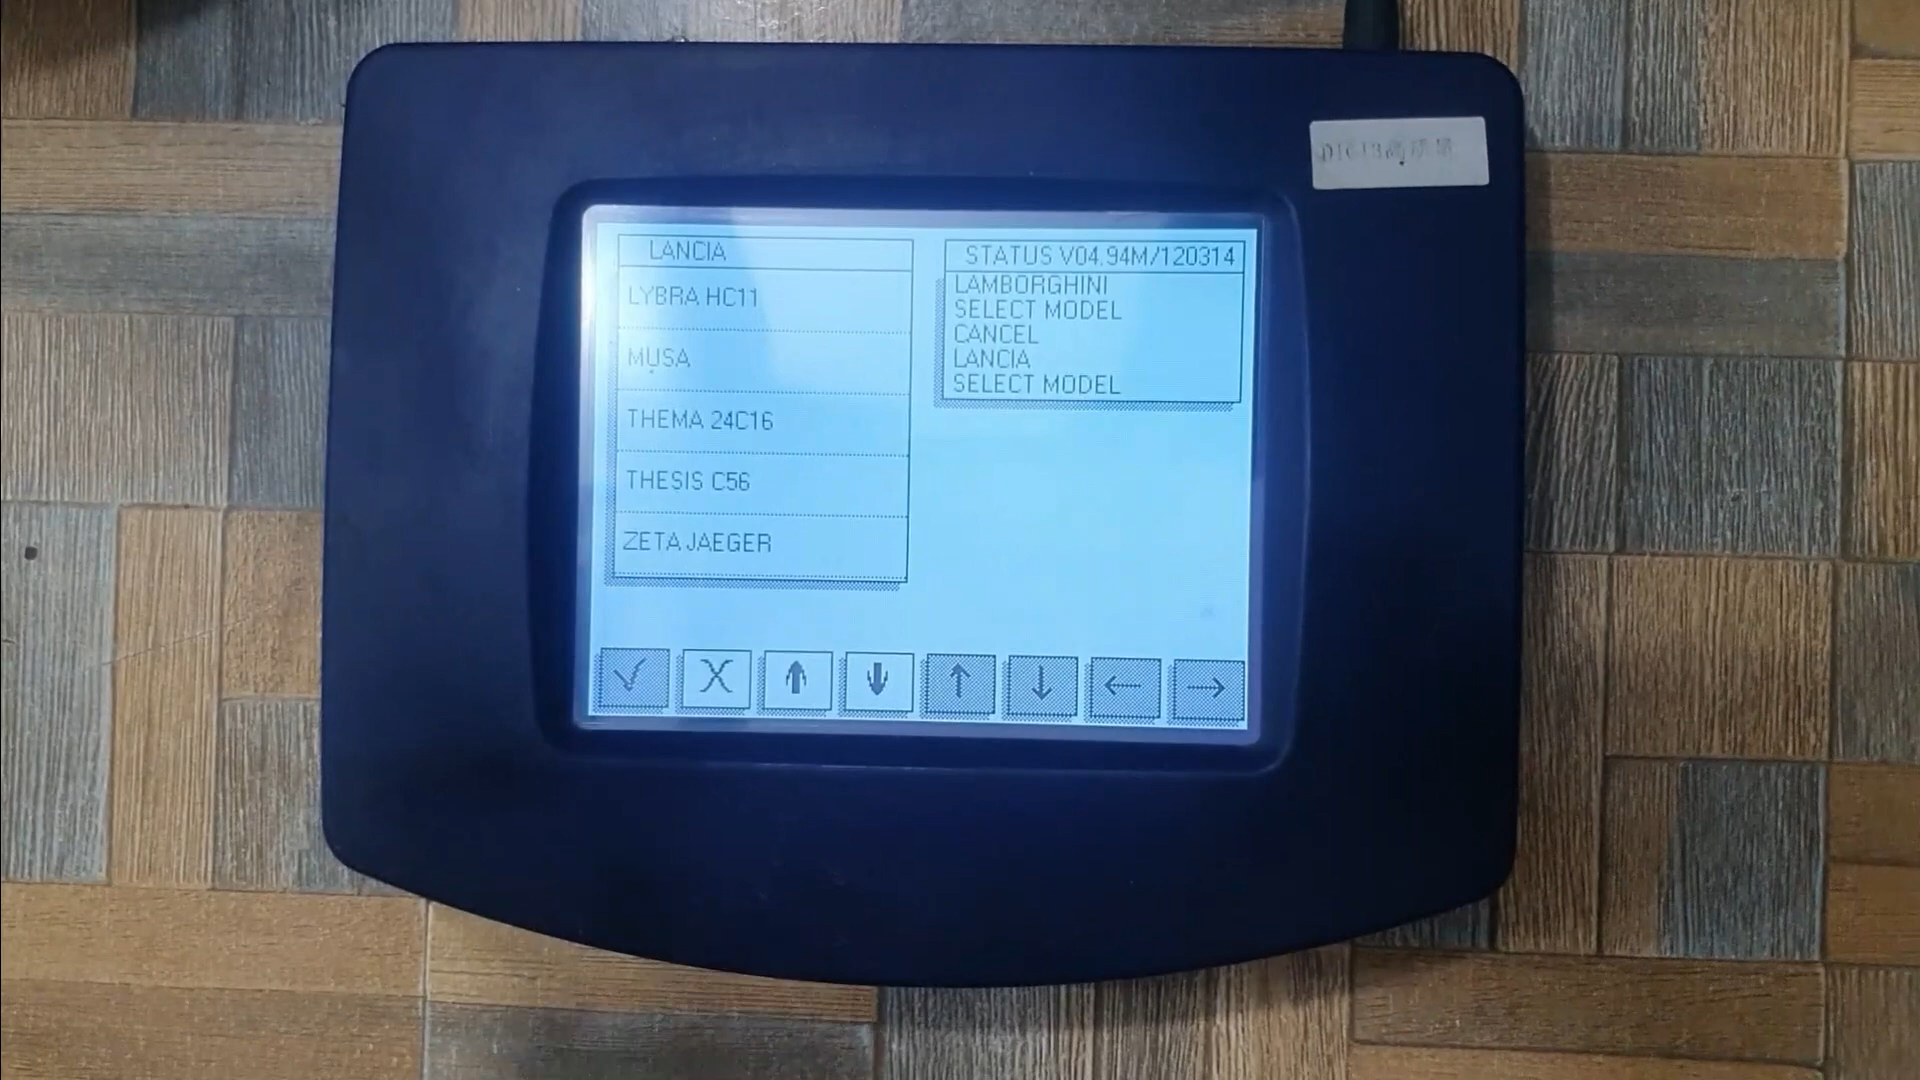 LANCIA
LYBRA HC11
MUSA
THEMA 24C16
THESIS C56
ZETA JAEGER
STATUS V04.94M/120314
LAMBORGHINI
SELECT MODEL
CANCEL
LANCIA
SELECT MODEL